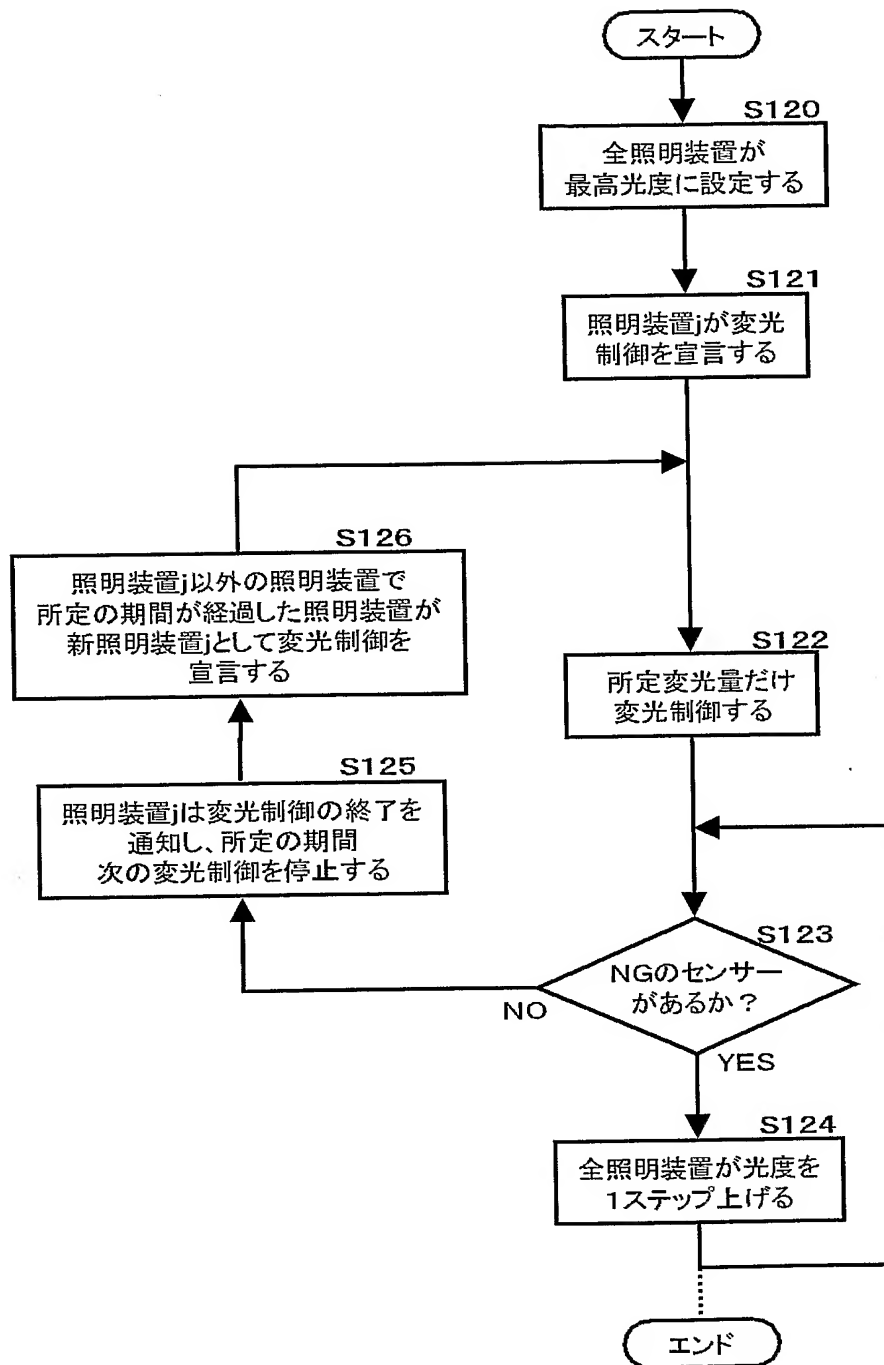 スタート
S120
全照明装置が
最高光度に設定する
S121
照明装置jが変光
制御を宣言する
S126
照明装置j以外の照明装置で
所定の期間が経過した照明装置が
新照明装置jとして変光制御を
宣言する
S122
所定変光量だけ
変光制御する
S125
照明装置jは変光制御の終了を
通知し、所定の期間
次の変光制御を停止する
S123
NGのセンサー
があるか？
NO
YES
S124
全照明装置が光度を
1ステップ上げる
エンド